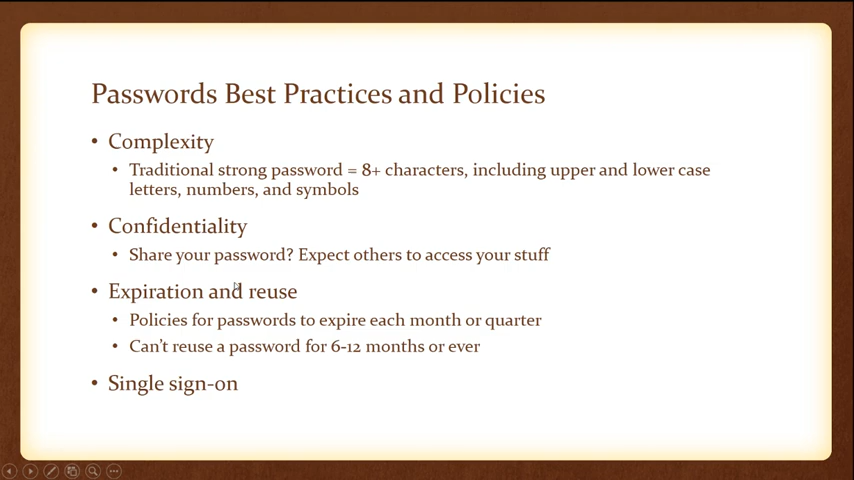 Passwords Best Practices and Policies
• Complexity
• Traditional strong password = 8+ characters, including upper and lower case
letters, numbers, and symbols
• Confidentiality
• Share your password? Expect others to access your stuff
• Expiration and reuse
• Policies for passwords to expire each month or quarter
• Can’t reuse a password for 6-12 months or ever
• Single sign-on